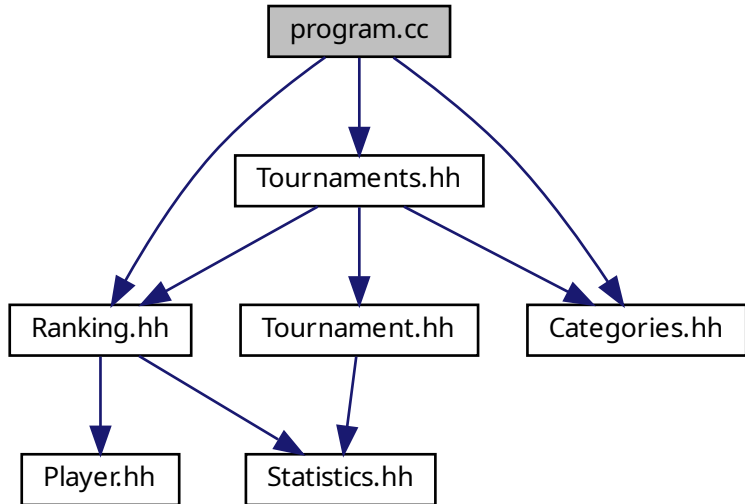 program.cc
Tournaments.hh
Ranking.hh
Tournament.hh
Categories.hh
Player.hh
Statistics.hh